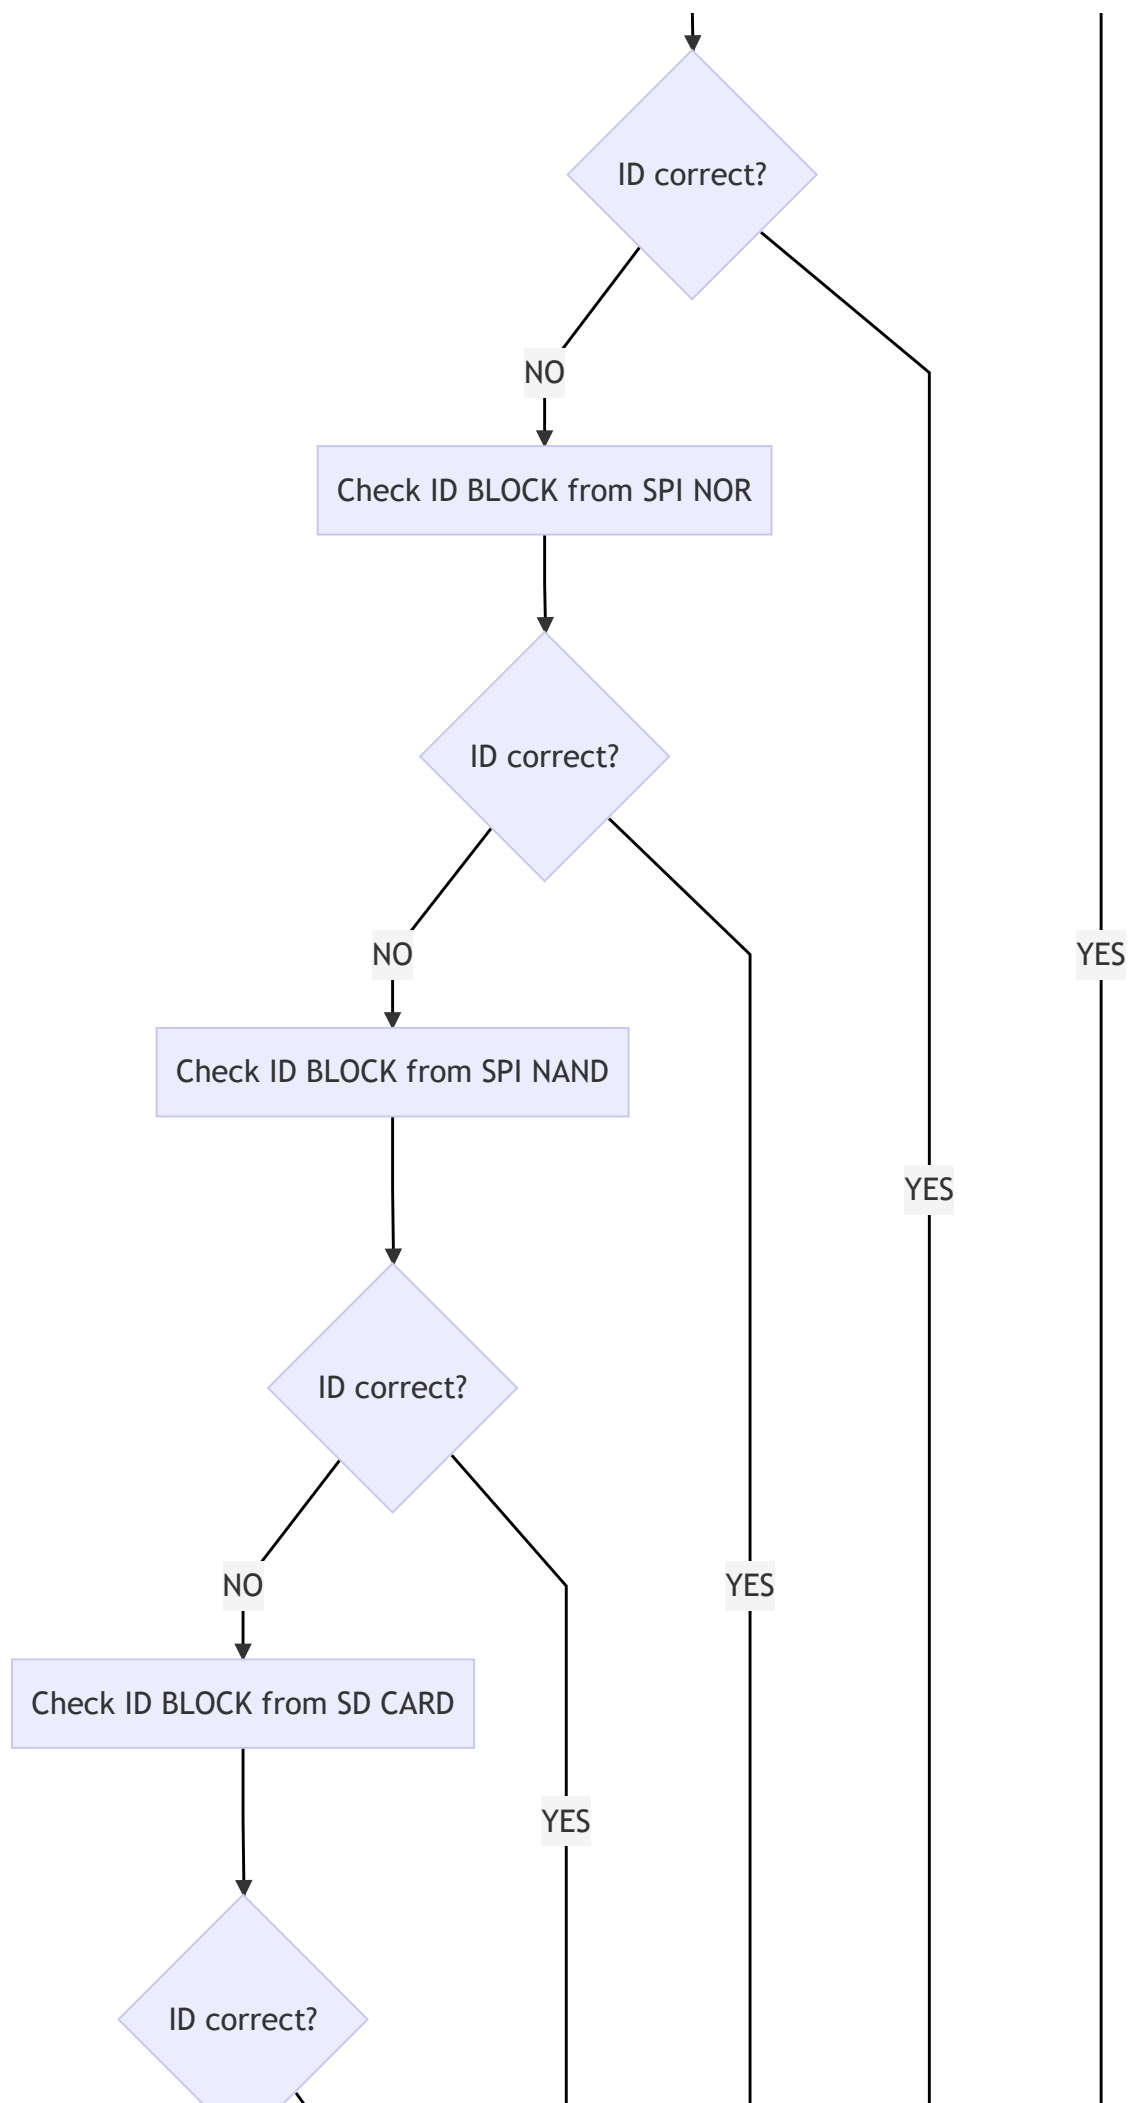 ID correct?
NO
Check ID BLOCK from SPI NOR
ID correct?
NO
YES
Check ID BLOCK from SPI NAND
YES
ID correct?
NO
YES
Check ID BLOCK from SD CARD
YES
ID correct?